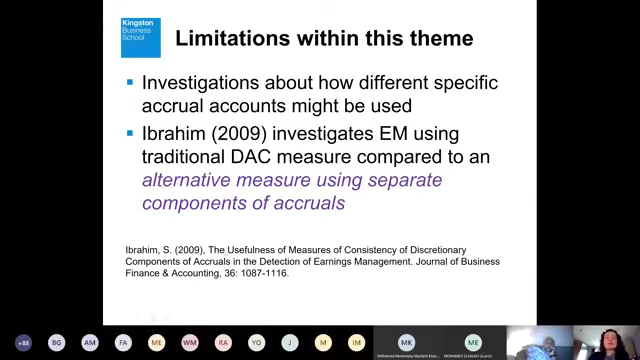 Kingston
Business
School
Limitations within this theme
Investigations about how different specific
accrual accounts might be used
Ibrahim (2009) investigates EM using
traditional DAC measure compared to an
alternative measure using separate
components of accruals
Ibrahim, S. (2009), The Usefulness of Measures of Consistency of Discretionary
Components of Accruals in the Detection of Earnings Management. Journal of Business
Finance & Accounting, 36: 1087-1116.
+88 BG AM FA ME WM RA YO J M IM MK ME